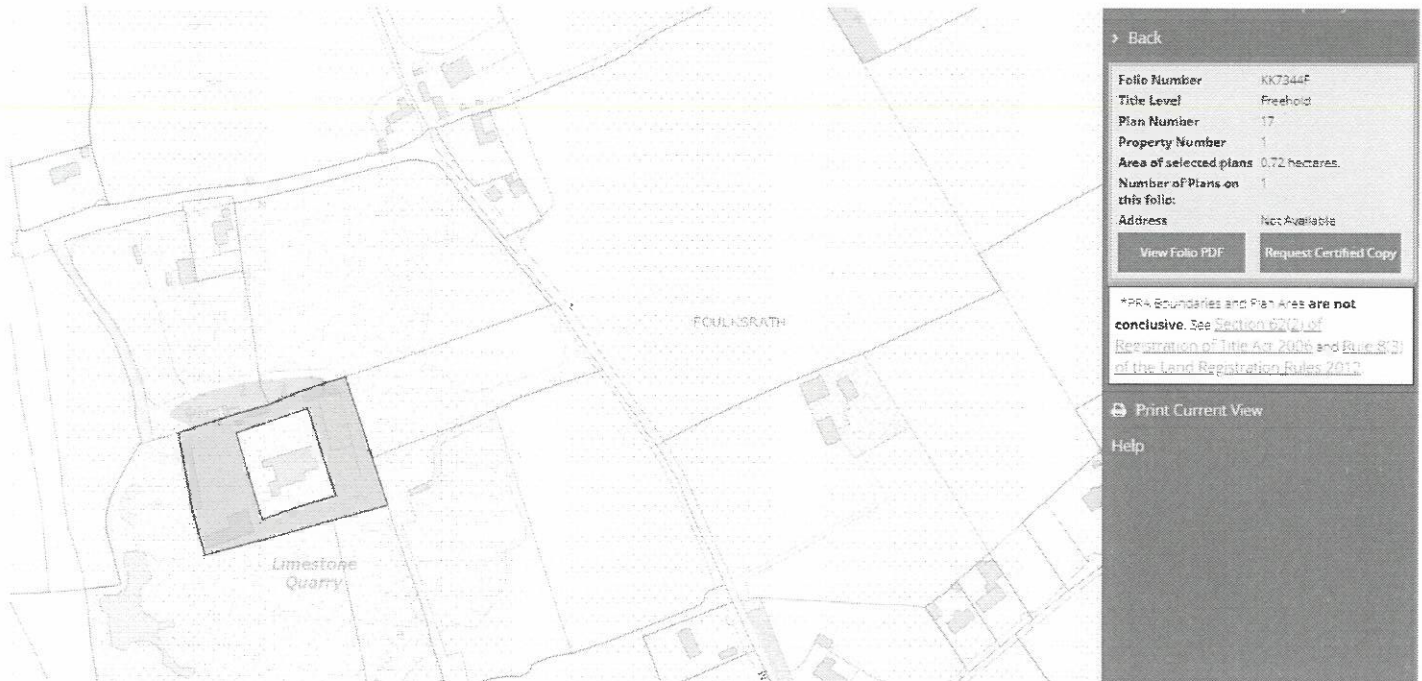 FOULKSRATH
Limestone
Quarry
N
Back
Folio Number KK7344F
Title Level Freehold
Plan Number 17
Property Number 1
Area of selected plans 0.72 hectares.
Number of Plans on 1
this folio:
Address Not Available
View Folio PDF Request Certified Copy
*PRA Boundaries and Plan Area are not
conclusive. See Section 62(2) of
Registration of Title Act 2006 and Rule 8(3)
of the Land Registration Rules 2012
Print Current View
Help